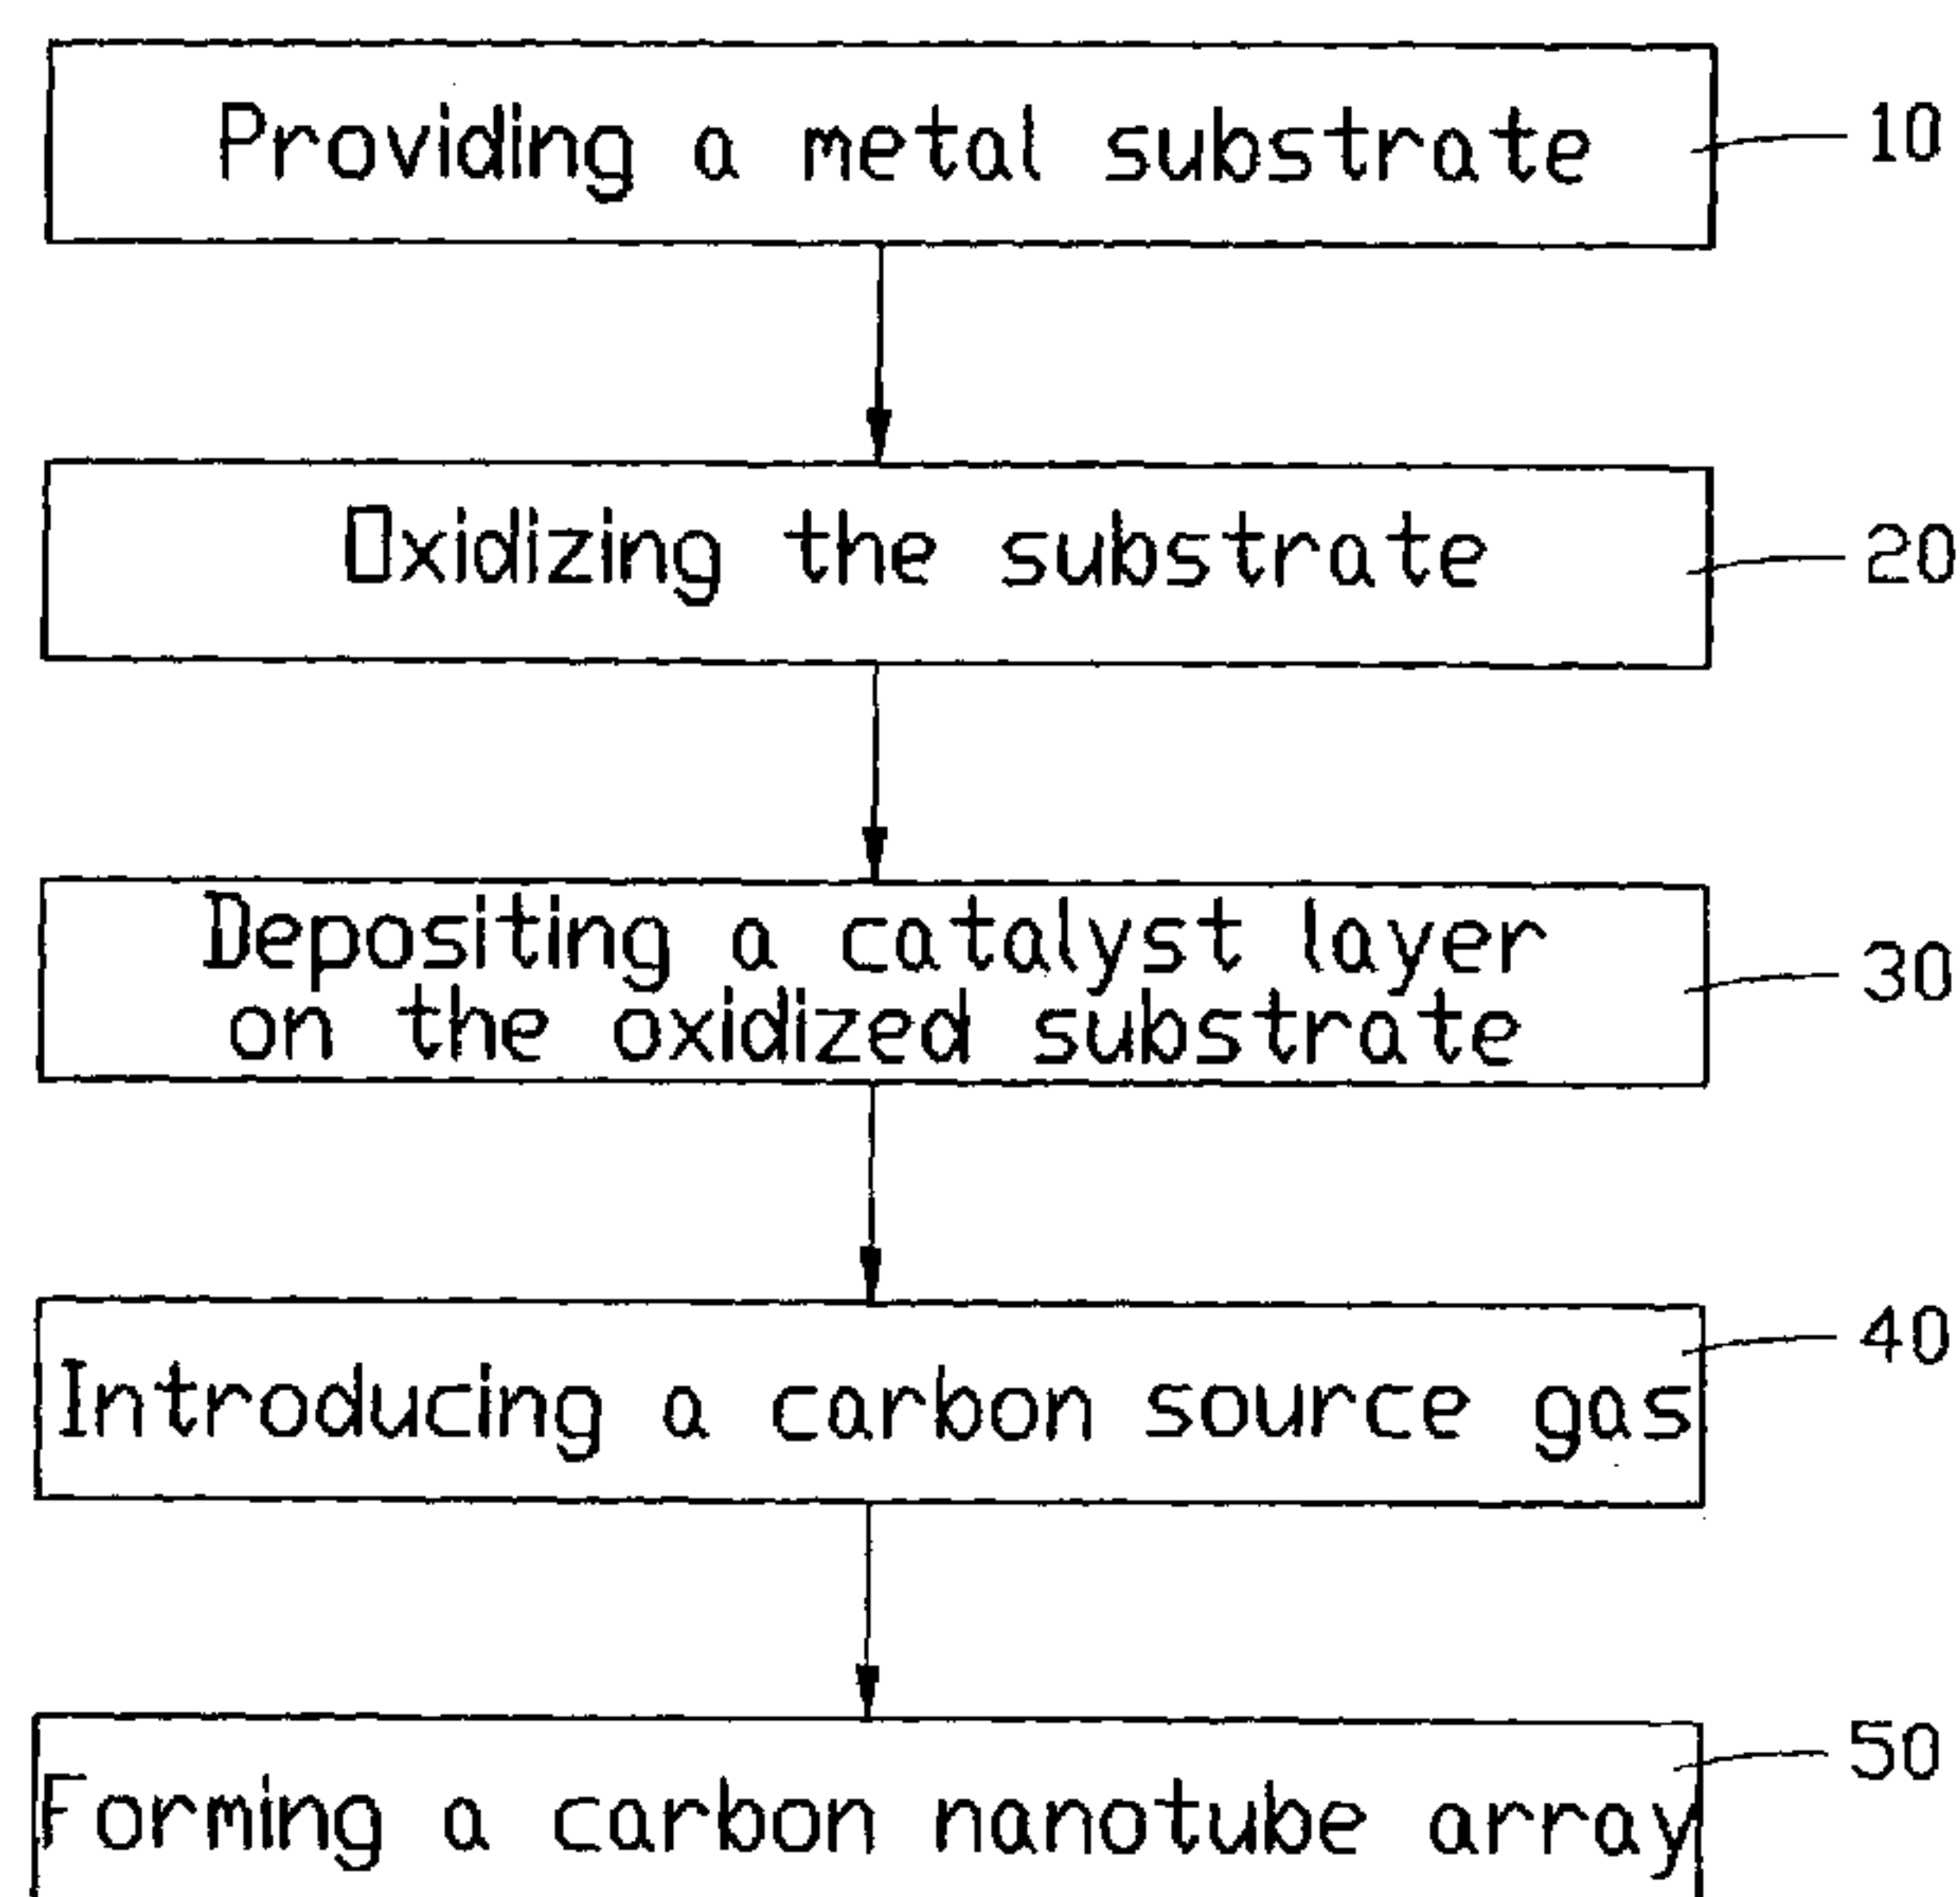 Providing a metal substrate
10
Oxidizing the substrate
20
Depositing a catalyst layer
on the oxidized substrate
30
Introducing a carbon source gas
40
Forming a carbon nanotube array
50